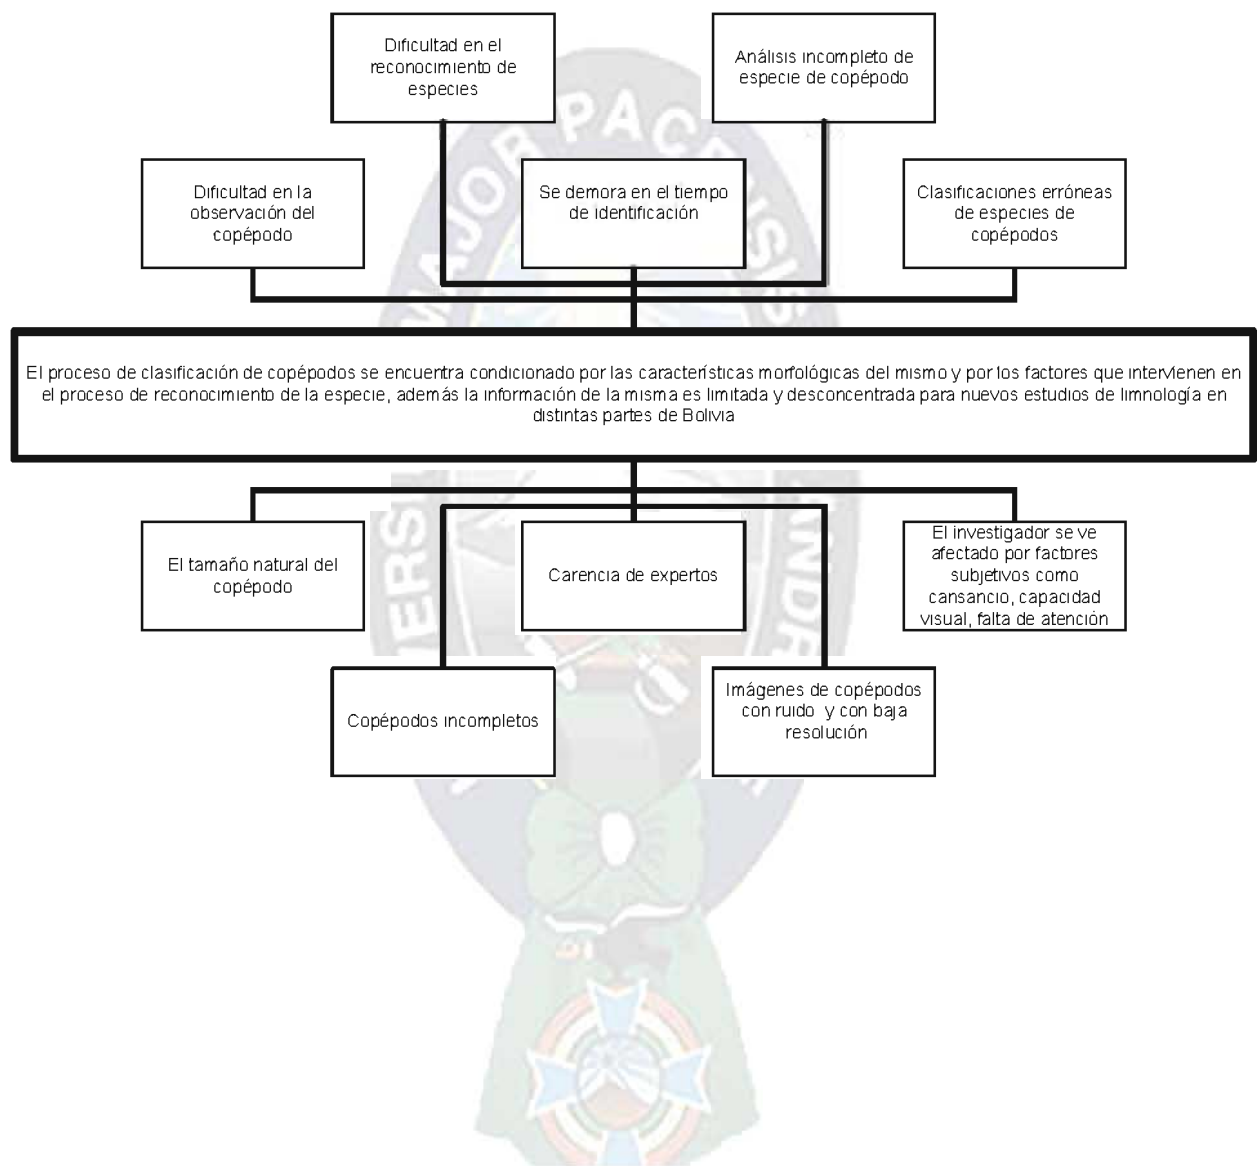 Dificultad en el
reconocimiento de
especies
Análisis incompleto de
especie de copépodo
Dificultad en la
observación del
copépodo
Se demora en el tiempo
de identificación
Clasificaciones erróneas
de especies de
copépodos
El proceso de clasificación de copépodos se encuentra condicionado por las características morfológicas del mismo y por los factores que intervienen en
el proceso de reconocimiento de la especie, además la información de la misma es limitada y desconcentrada para nuevos estudios de limnología en
distintas partes de Bolivia
El tamaño natural del
copépodo
Carencia de expertos
El investigador se ve
afectado por factores
subjetivos como
cansancio, capacidad
visual, falta de atención
Copépodos incompletos
Imágenes de copépodos
con ruido y con baja
resolución
MAJOR PACENSIS